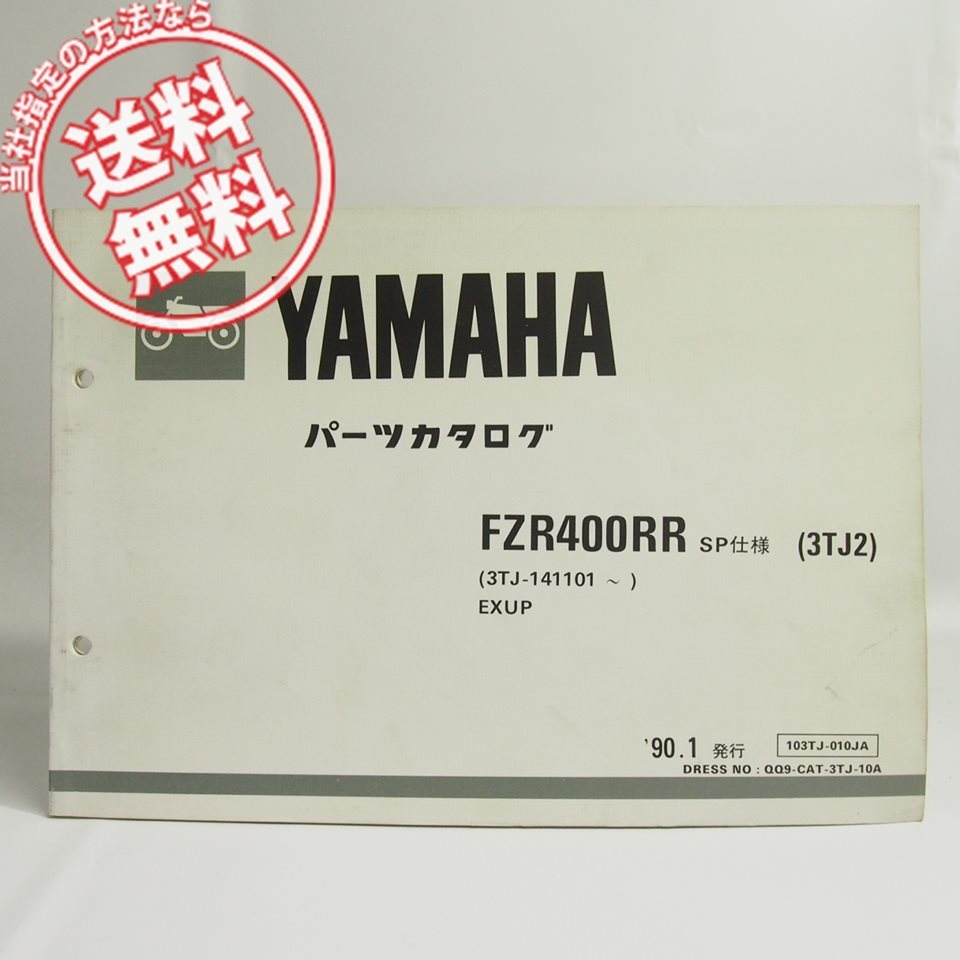 当社指定の方法なら
送料
無料
YAMAHA
パーツカタログ
FZR400RR SP仕様 (3TJ2)
(3TJ-141101 ～ )
EXUP
'90.1 発行 103TJ-010JA
DRESS NO : QQ9-CAT-3TJ-10A